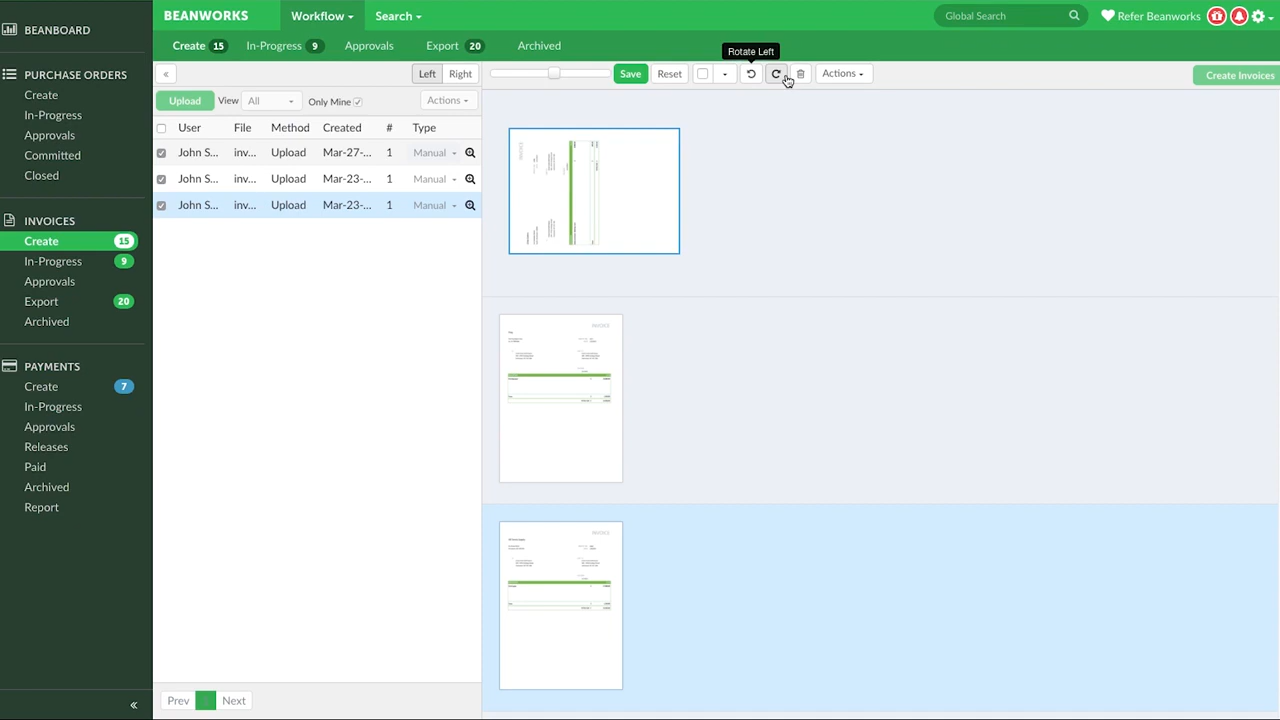 BEANWORKS
Workflow
Search
Global Search
Refer Beanworks
BEANBOARD
PURCHASE ORDERS
Create
In-Progress
Approvals
Committed
Closed
INVOICES
Create 15
In-Progress 9
Approvals
Export 20
Archived
PAYMENTS
Create 7
In-Progress
Approvals
Releases
Paid
Archived
Report
«
Create 15
In-Progress 9
Approvals
Export 20
Archived
Rotate Left
«
Left Right
Save
Reset
Actions
Create Invoices
Upload View All Only Mine Actions
User File Method Created # Type
John S... inv... Upload Mar-27-... 1 Manual
John S... inv... Upload Mar-23-... 1 Manual
John S... inv... Upload Mar-23-... 1 Manual
INVOICE
INVOICE
Prev
Next